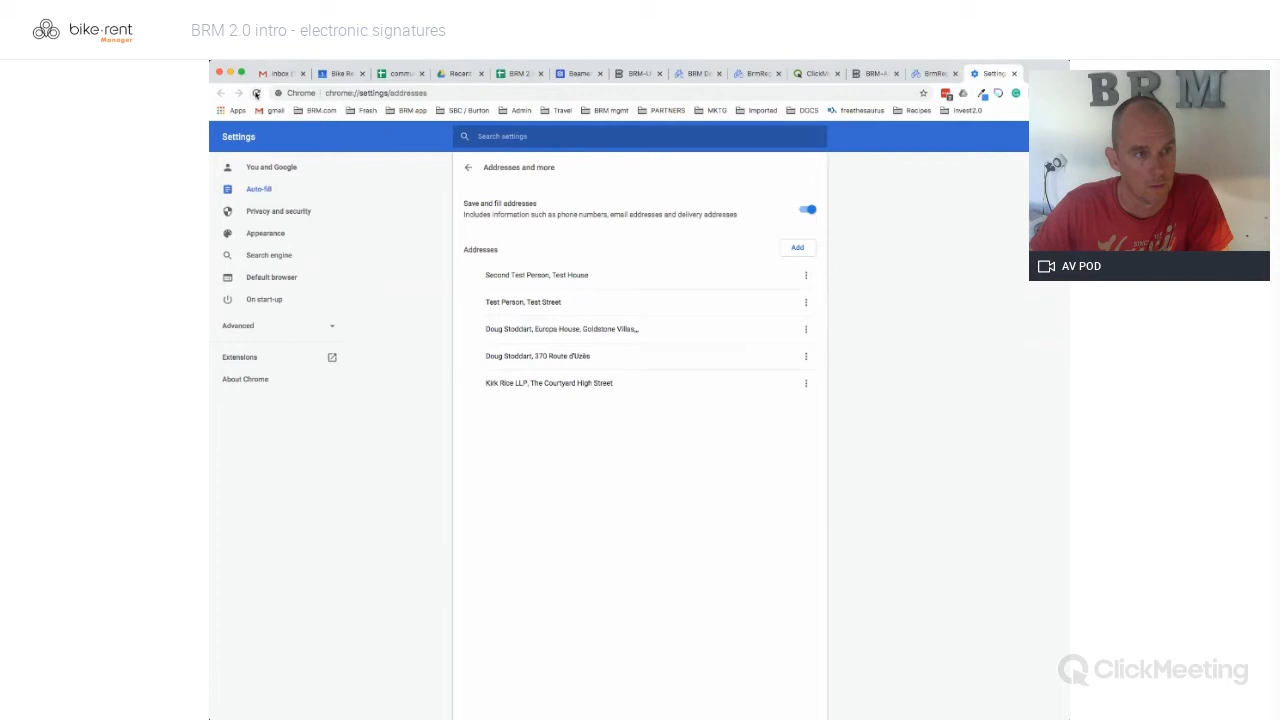 bike·rent
Manager
BRM 2.0 intro - electronic signatures
Inbox (
Bike Re
commu
Recent
BRM 2.
Beamer
BRM-U
BRM De
BrmReg
ClickM
BRM-A
BrmReg
Setting
Chrome | chrome://settings/addresses
Apps gmail BRM.com Fresh BRM app SBC / Burton Admin Travel BRM mgmt PARTNERS MKTG Imported DOCS freethesaurus Recipes Invest2.0
Settings
Search settings
You and Google
Auto-fill
Privacy and security
Appearance
Search engine
Default browser
On start-up
Advanced
Extensions
About Chrome
Addresses and more
Save and fill addresses
Includes information such as phone numbers, email addresses and delivery addresses
Addresses
Add
Second Test Person, Test House
Test Person, Test Street
Doug Stoddart, Europa House, Goldstone Villas,,,
Doug Stoddart, 370 Route d'Uzès
Kirk Rice LLP, The Courtyard High Street
BRM
AV POD
ClickMeeting